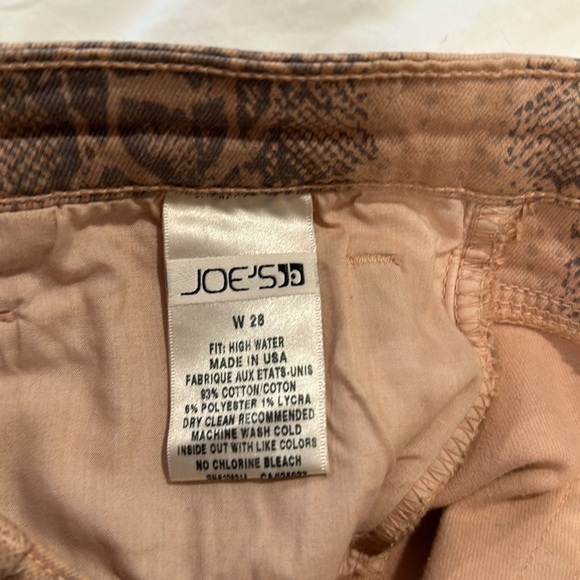 JOE'S
W 28
FIT: HIGH WATER
MADE IN USA
FABRIQUE AUX ETATS-UNIS
93% COTTON/COTON
6% POLYESTER 1% LYCRA
DRY CLEAN RECOMMENDED
MACHINE WASH COLD
INSIDE OUT WITH LIKE COLORS
NO CHLORINE BLEACH